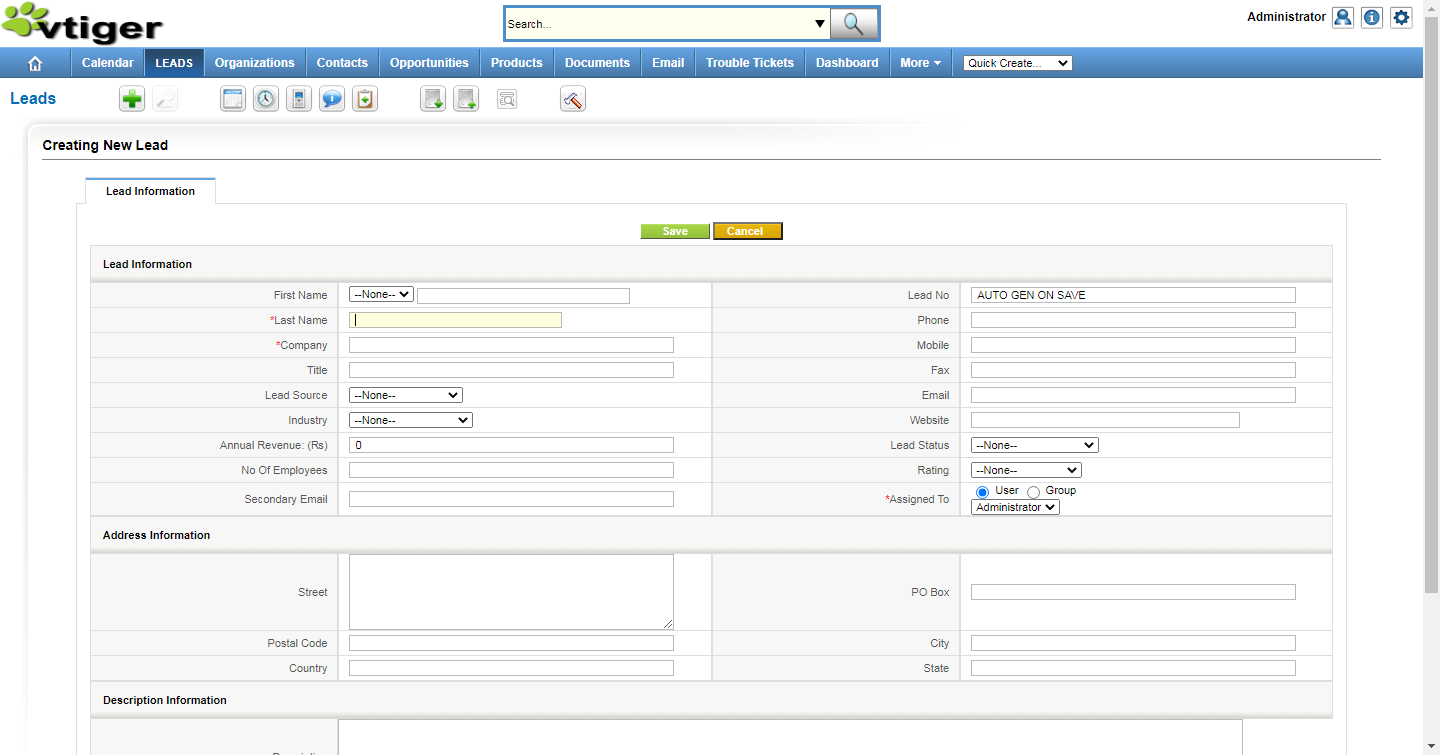 vtiger
Search...
Administrator
Calendar LEADS Organizations Contacts Opportunities Products Documents Email Trouble Tickets Dashboard More Quick Create...
Leads
Creating New Lead
Lead Information
Save Cancel
Lead Information
First Name --None-- Lead No AUTO GEN ON SAVE
*Last Name Phone
*Company Mobile
Title Fax
Lead Source --None-- Email
Industry --None-- Website
Annual Revenue: (Rs) 0 Lead Status --None--
No Of Employees Rating --None--
Secondary Email *Assigned To User Group
Administrator
Address Information
Street PO Box
Postal Code City
Country State
Description Information